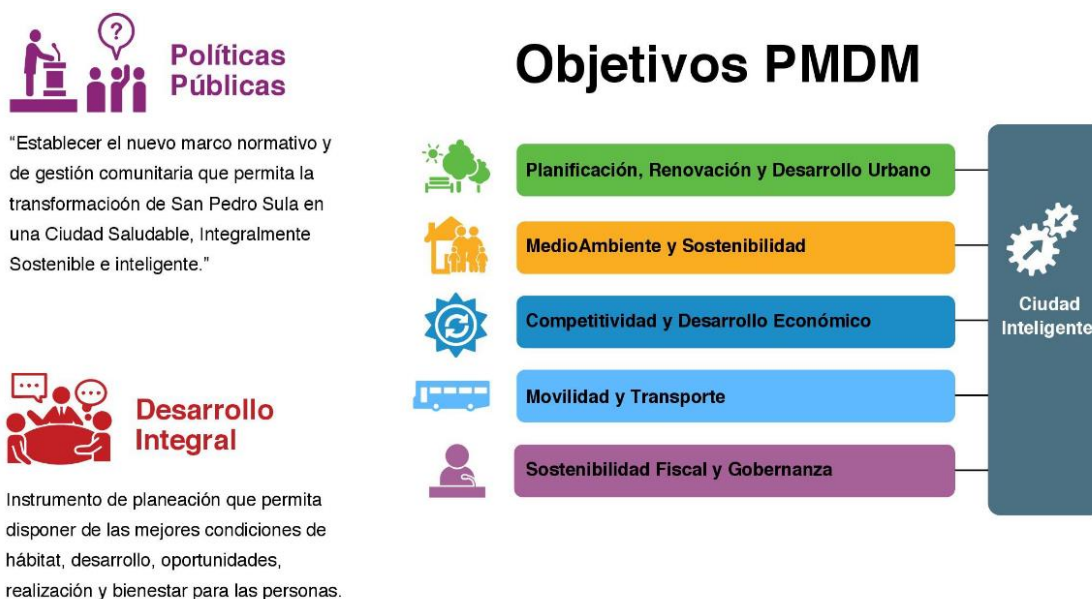 Políticas
Públicas
"Establecer el nuevo marco normativo y
de gestión comunitaria que permita la
transformacioón de San Pedro Sula en
una Ciudad Saludable, Integralmente
Sostenible e inteligente."
Desarrollo
Integral
Instrumento de planeación que permita
disponer de las mejores condiciones de
hábitat, desarrollo, oportunidades,
realización y bienestar para las personas.
Objetivos PMDM
Planificación, Renovación y Desarrollo Urbano
MedioAmbiente y Sostenibilidad
Competitividad y Desarrollo Económico
Movilidad y Transporte
Sostenibilidad Fiscal y Gobernanza
Ciudad
Inteligente